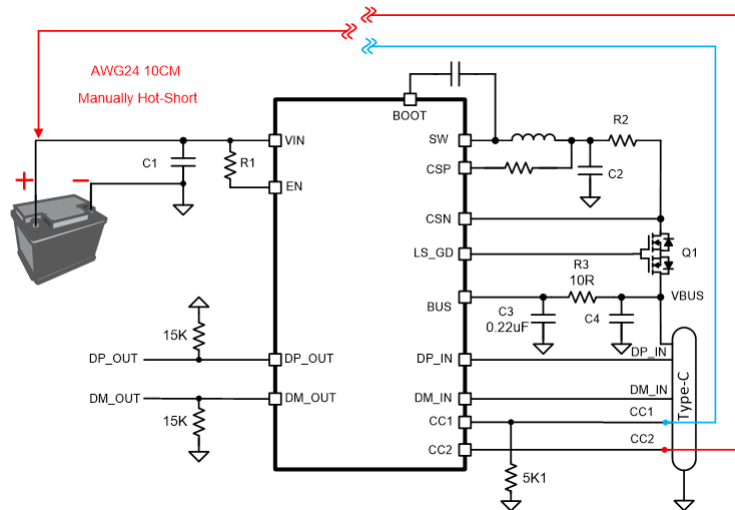 AWG24 10CM
Manually Hot-Short
BOOT
VIN
SW
R2
C1
R1
CSP
C2
EN
+
−
CSN
LS_GD
Q1
R3
10R
VBUS
BUS
C3
0.22uF
C4
15K
DP_OUT
DP_OUT
DP_IN
DP_IN
DM_OUT
DM_OUT
DM_IN
DM_IN
Type-C
15K
CC1
CC1
CC2
CC2
5K1